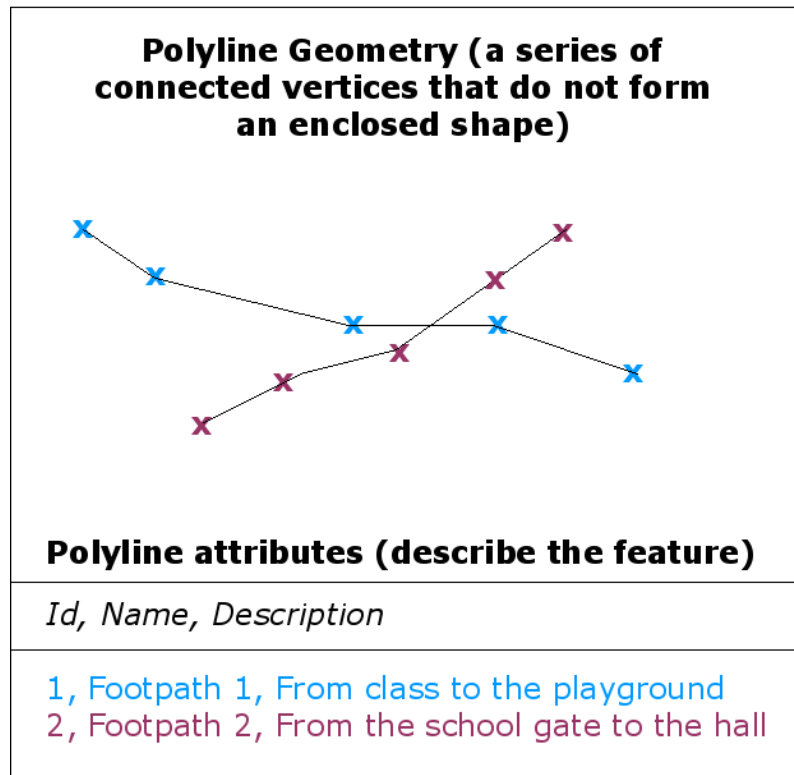 Polyline Geometry (a series of
connected vertices that do not form
an enclosed shape)
x x
x x
x x
x
x x
x
Polyline attributes (describe the feature)
Id, Name, Description
1, Footpath 1, From class to the playground
2, Footpath 2, From the school gate to the hall